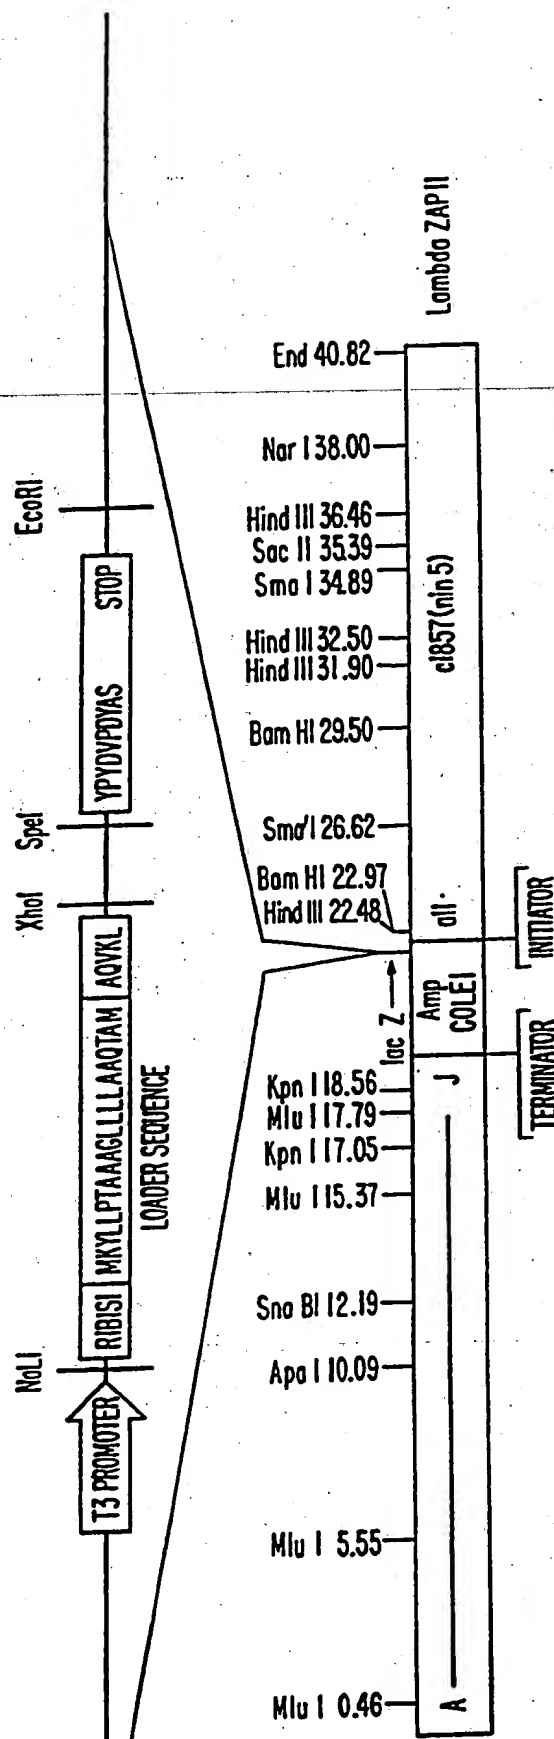 EcoRI
SpeI
XhoI
NoLI
YPYDVPDYAS STOP
MKYLLPTAAAGLLLLAAQTAM AQVKL
RIBISI
LOADER SEQUENCE
T3 PROMOTER
Lambda ZAPII
End 40.82
Nar I 38.00
Hind III 36.46
Sac II 35.39
Sma I 34.89
Hind III 32.50
Hind III 31.90
Bam HI 29.50
Sma I 26.62
Bam HI 22.97
Hind III 22.48
lac Z
Kpn I 18.56
Mlu I 17.79
Kpn I 17.05
Mlu I 15.37
Sna BI 12.19
Apa I 10.09
Mlu I 5.55
Mlu I 0.46
cI857(nin5)
att
Amp
COLEI
J
A
INITIATOR
TERMINATOR